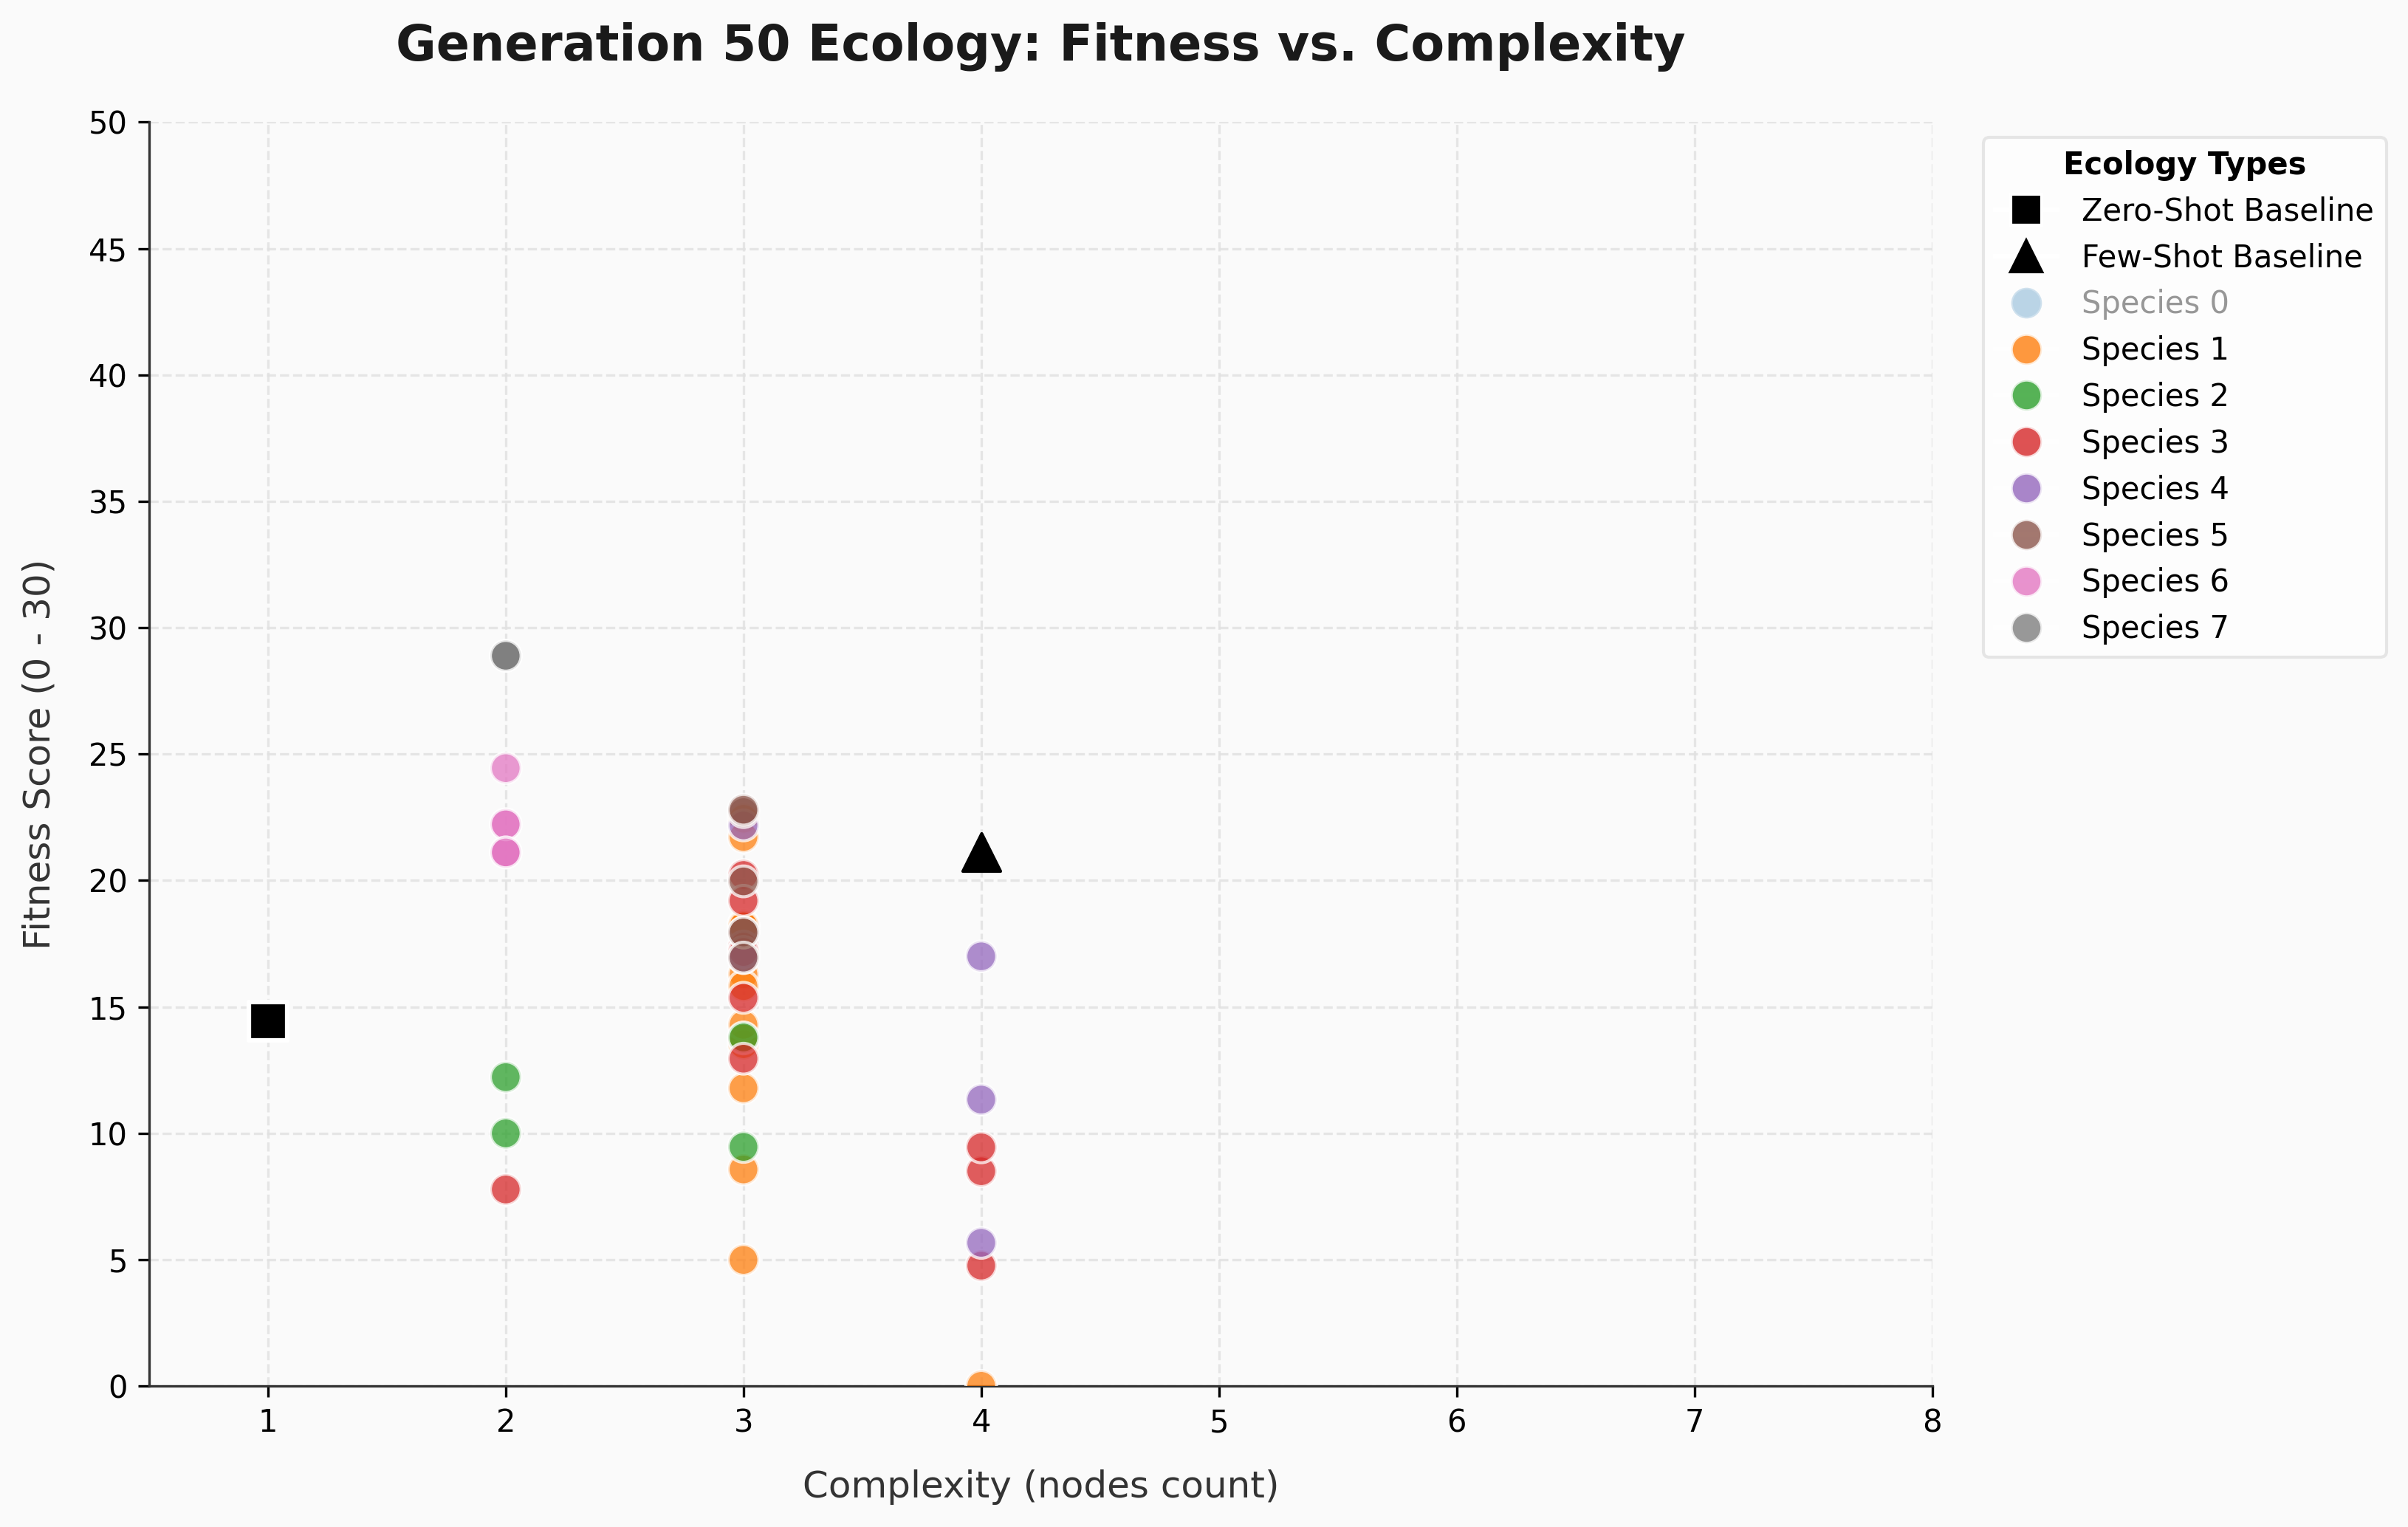 Generation 50 Ecology: Fitness vs. Complexity
50
45
40
35
30
25
20
15
10
5
0
Fitness Score (0 - 30)
1 2 3 4 5 6 7 8
Complexity (nodes count)
Ecology Types
Zero-Shot Baseline
Few-Shot Baseline
Species 0
Species 1
Species 2
Species 3
Species 4
Species 5
Species 6
Species 7